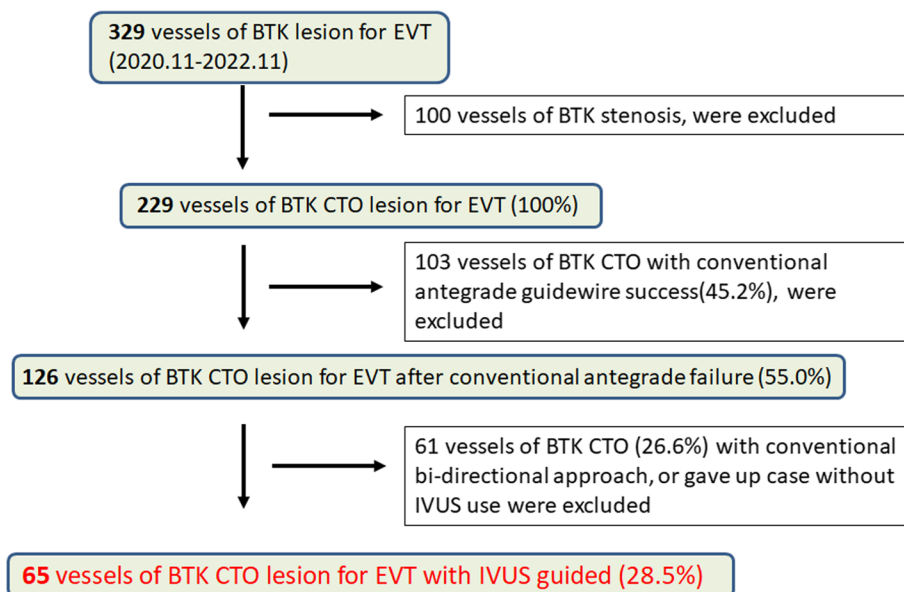 329 vessels of BTK lesion for EVT
(2020.11-2022.11)
100 vessels of BTK stenosis, were excluded
229 vessels of BTK CTO lesion for EVT (100%)
103 vessels of BTK CTO with conventional
antegrade guidewire success(45.2%), were
excluded
126 vessels of BTK CTO lesion for EVT after conventional antegrade failure (55.0%)
61 vessels of BTK CTO (26.6%) with conventional
bi-directional approach, or gave up case without
IVUS use were excluded
65 vessels of BTK CTO lesion for EVT with IVUS guided (28.5%)